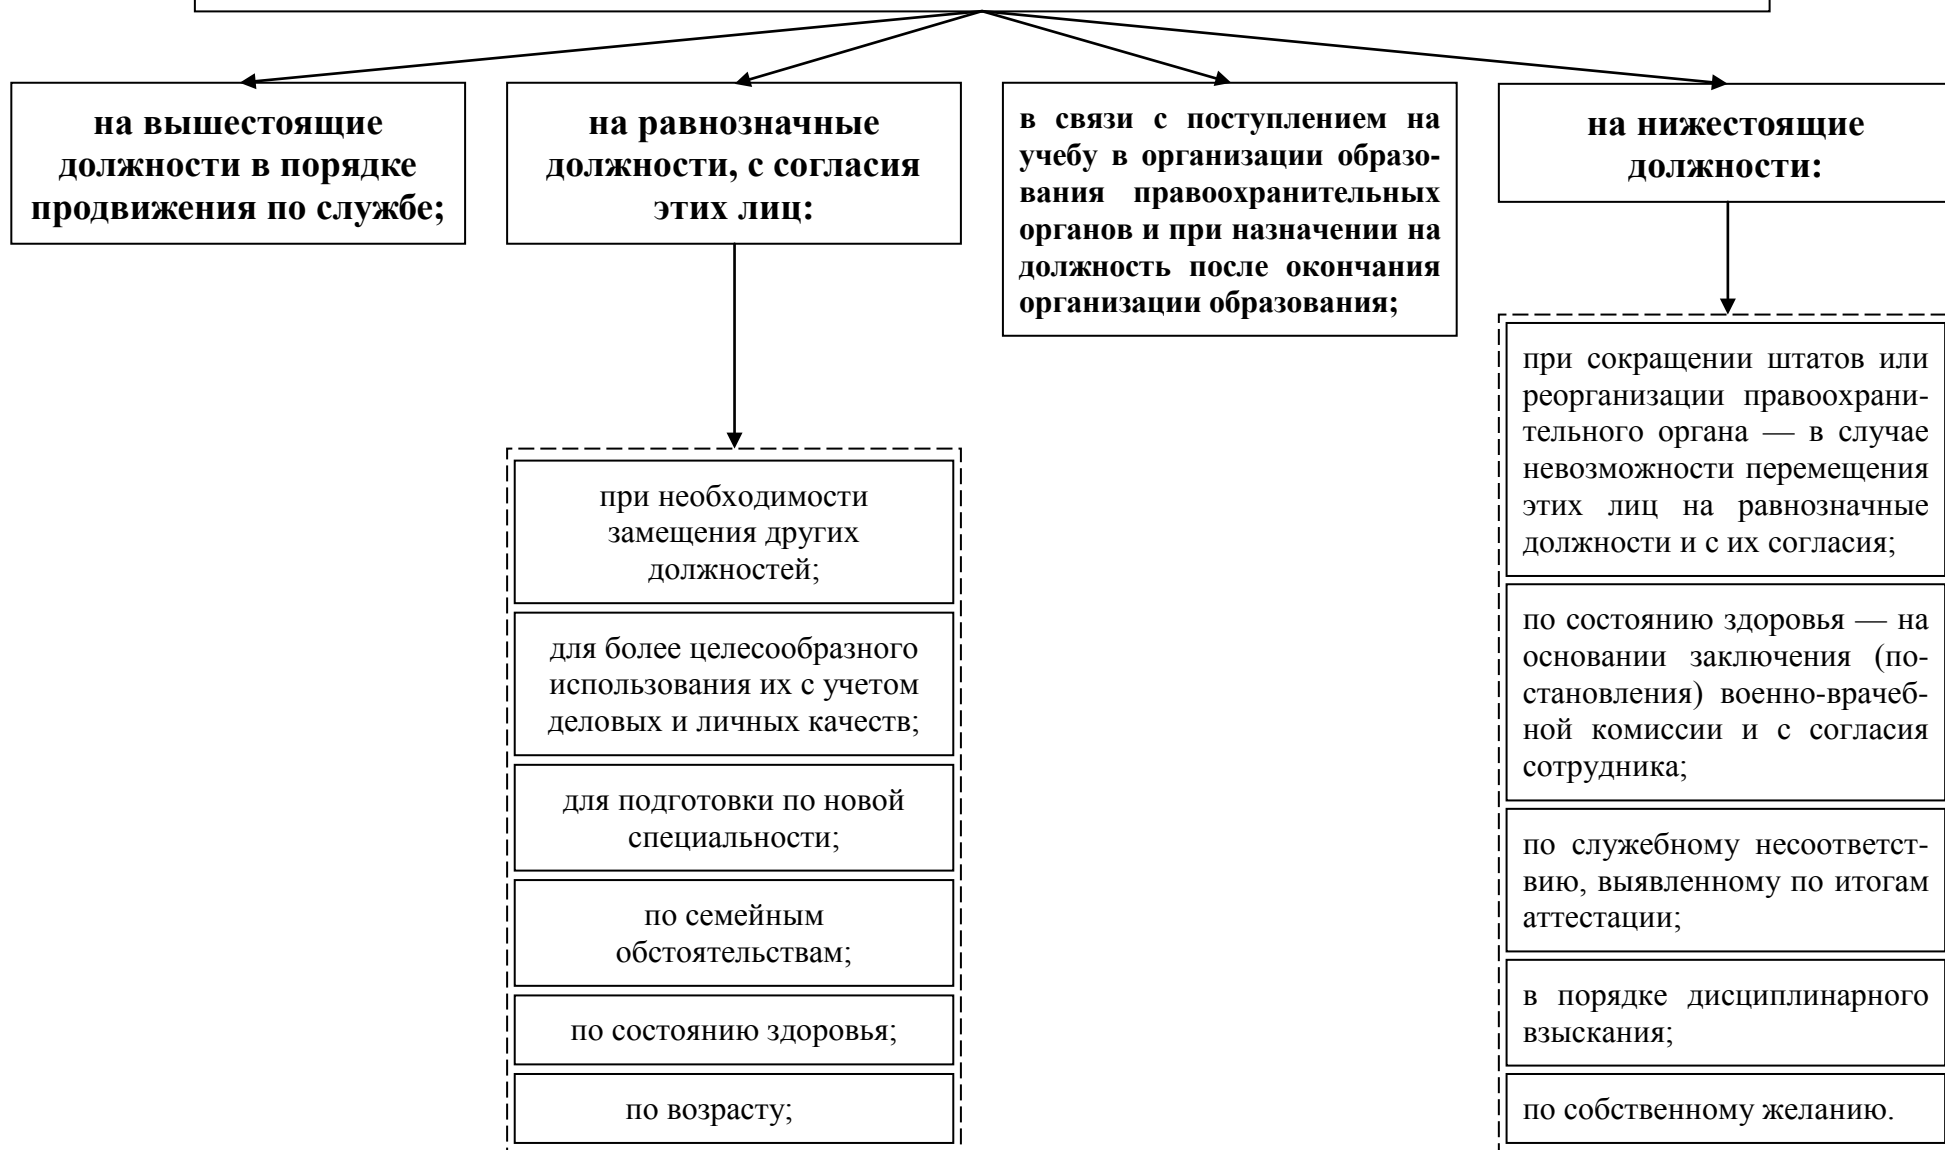 на вышестоящие
должности в порядке
продвижения по службе;
на равнозначные
должности, с согласия
этих лиц:
в связи с поступлением на
учебу в организации образо-
вания правоохранительных
органов и при назначении на
должность после окончания
организации образования;
на нижестоящие
должности:
при необходимости
замещения других
должностей;
для более целесообразного
использования их с учетом
деловых и личных качеств;
для подготовки по новой
специальности;
по семейным
обстоятельствам;
по состоянию здоровья;
по возрасту;
при сокращении штатов или
реорганизации правоохрани-
тельного органа — в случае
невозможности перемещения
этих лиц на равнозначные
должности и с их согласия;
по состоянию здоровья — на
основании заключения (по-
становления) военно-врачеб-
ной комиссии и с согласия
сотрудника;
по служебному несоответст-
вию, выявленному по итогам
аттестации;
в порядке дисциплинарного
взыскания;
по собственному желанию.